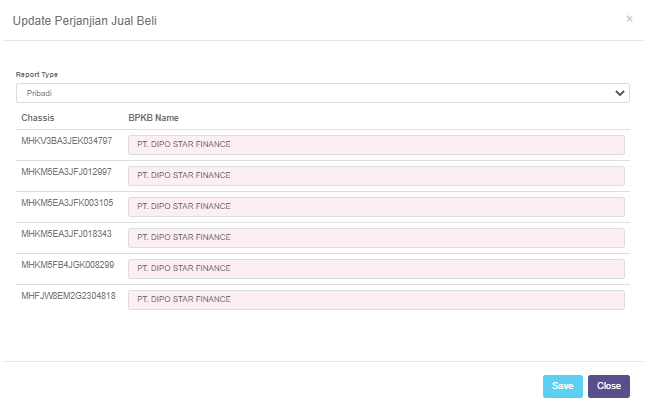 Update Perjanjian Jual Beli ×
Report Type
Pribadi
Chassis BPKB Name
MHKV3BA3JEK034797 PT. DIPO STAR FINANCE
MHKM5EA3JFJ012997 PT. DIPO STAR FINANCE
MHKM5EA3JFK003105 PT. DIPO STAR FINANCE
MHKM5EA3JFJ018343 PT. DIPO STAR FINANCE
MHKM5FB4JGK008299 PT. DIPO STAR FINANCE
MHFJW8EM2G2304818 PT. DIPO STAR FINANCE
Save Close